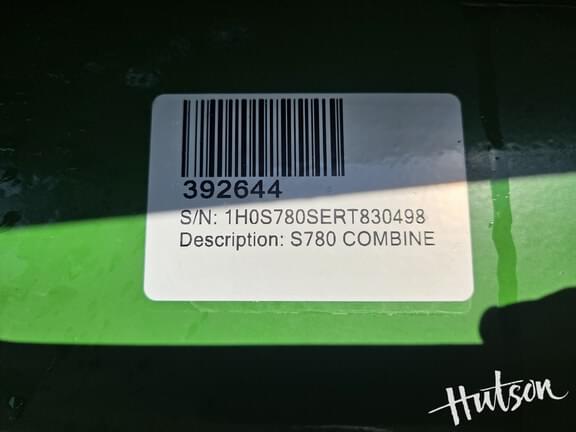 392644
S/N: 1H0S780SERT830498
Description: S780 COMBINE
Hutson